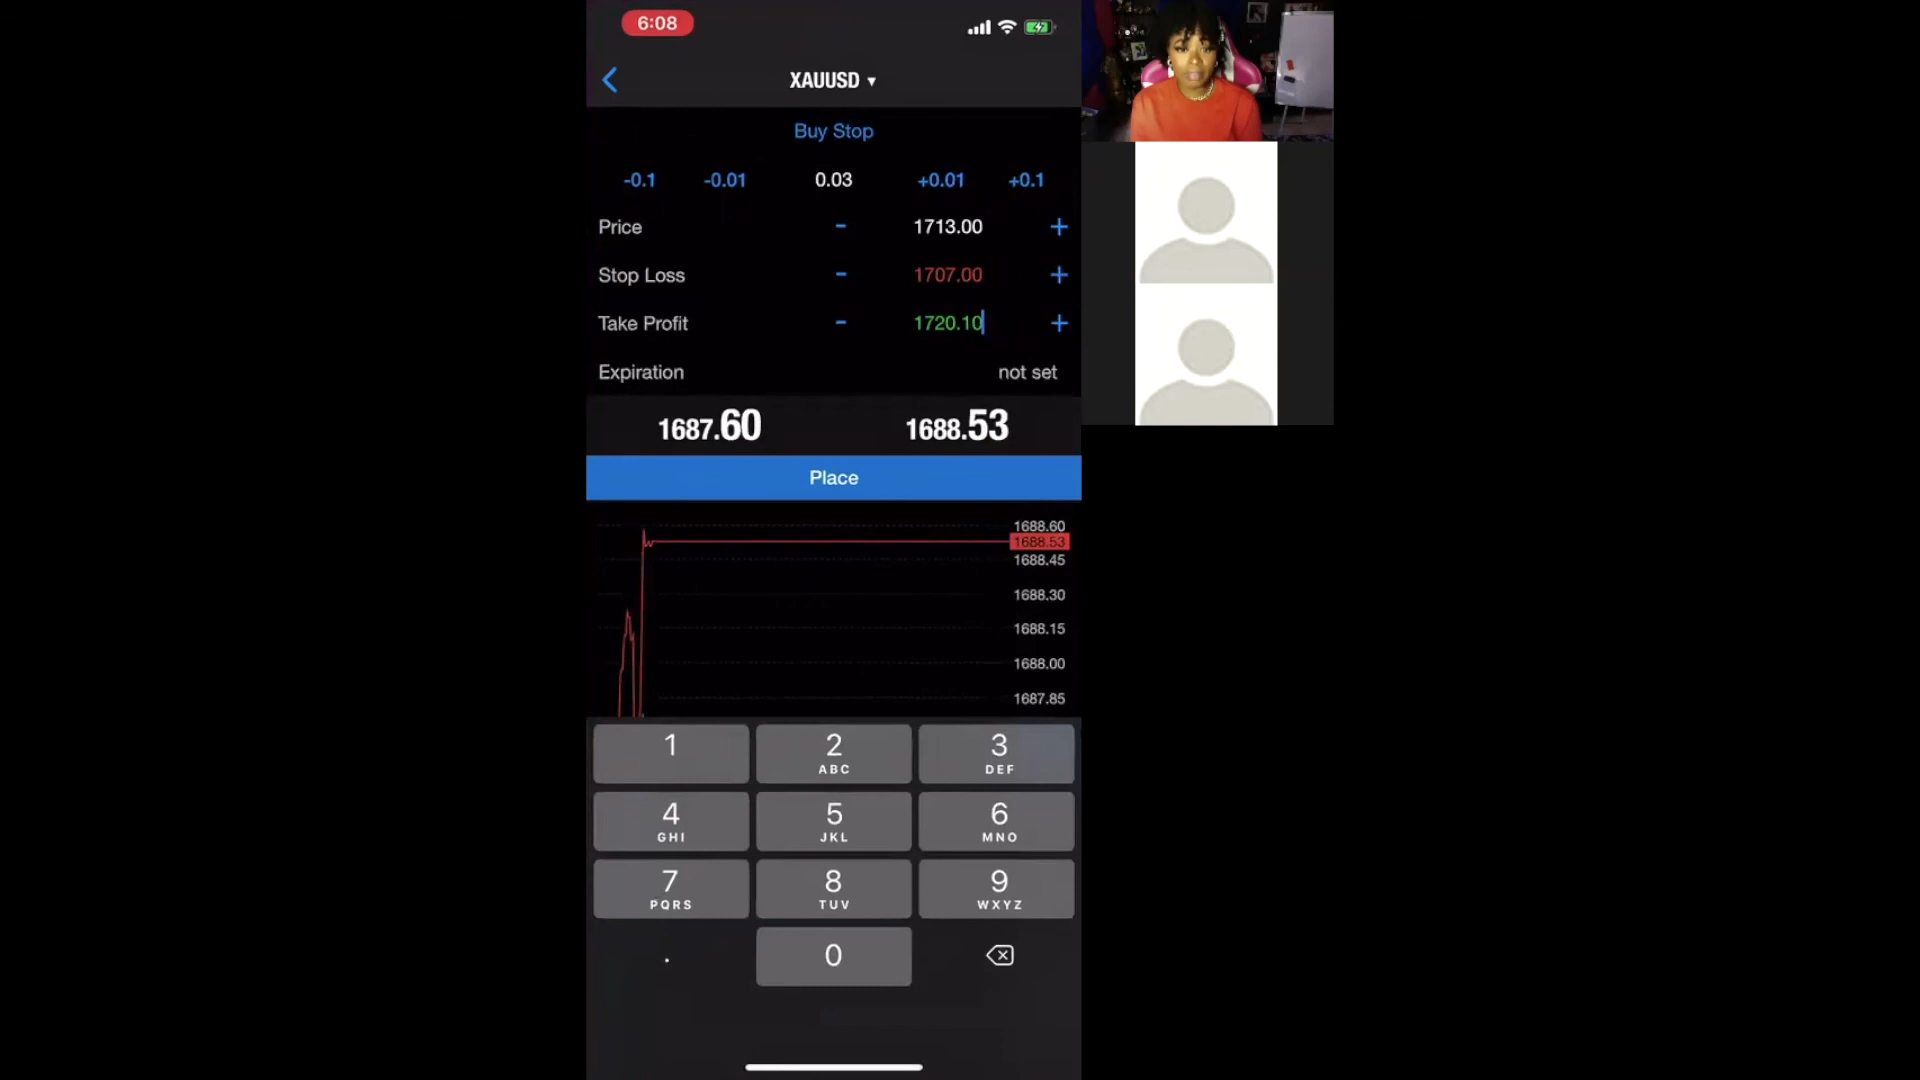 6:08
XAUUSD ▾
Buy Stop
-0.1 -0.01 0.03 +0.01 +0.1
Price - 1713.00 +
Stop Loss - 1707.00 +
Take Profit - 1720.10 +
Expiration not set
1687.60 1688.53
Place
1688.60
1688.53
1688.45
1688.30
1688.15
1688.00
1687.85
1 2 3
ABC DEF
4 5 6
GHI JKL MNO
7 8 9
PQRS TUV WXYZ
. 0